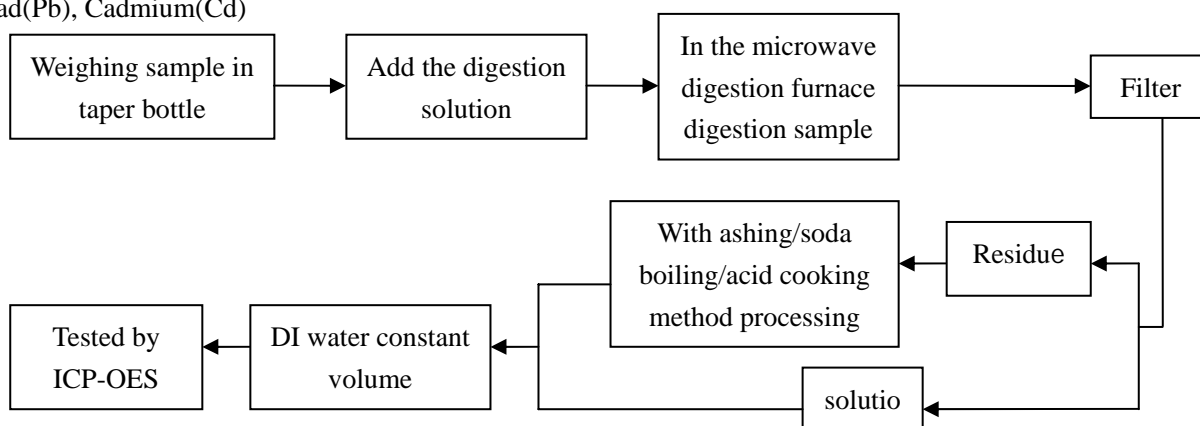 ad(Pb), Cadmium(Cd)
Weighing sample in
taper bottle
Add the digestion
solution
In the microwave
digestion furnace
digestion sample
Filter
With ashing/soda
boiling/acid cooking
method processing
Residue
Tested by
ICP-OES
DI water constant
volume
solutio